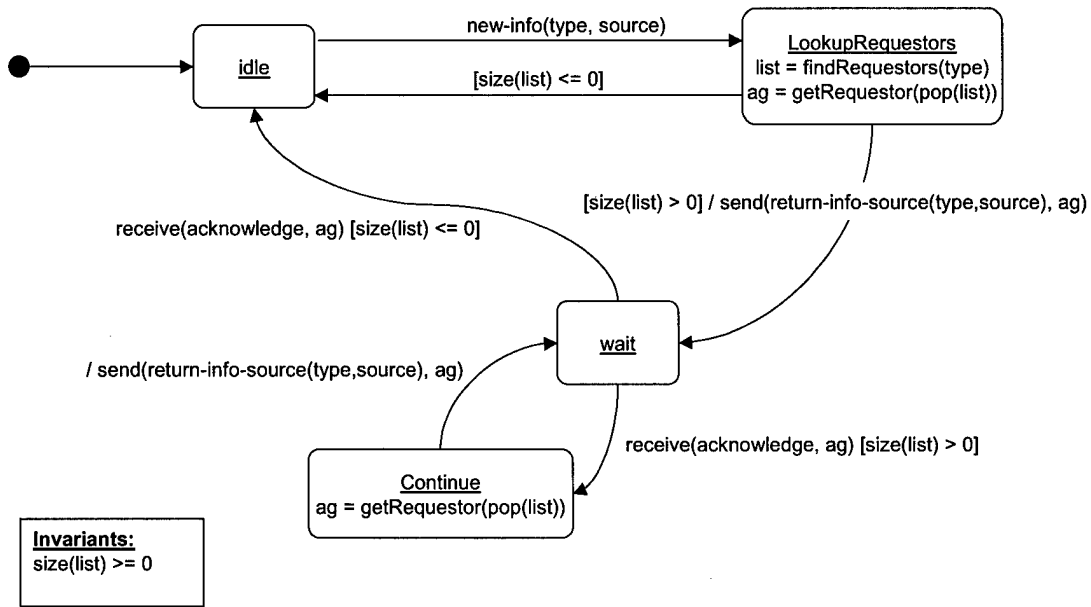 new-info(type, source)
idle
[size(list) <= 0]
LookupRequestors
list = findRequestors(type)
ag = getRequestor(pop(list))
[size(list) > 0] / send(return-info-source(type,source), ag)
receive(acknowledge, ag) [size(list) <= 0]
wait
/ send(return-info-source(type,source), ag)
receive(acknowledge, ag) [size(list) > 0]
Continue
ag = getRequestor(pop(list))
Invariants:
size(list) >= 0